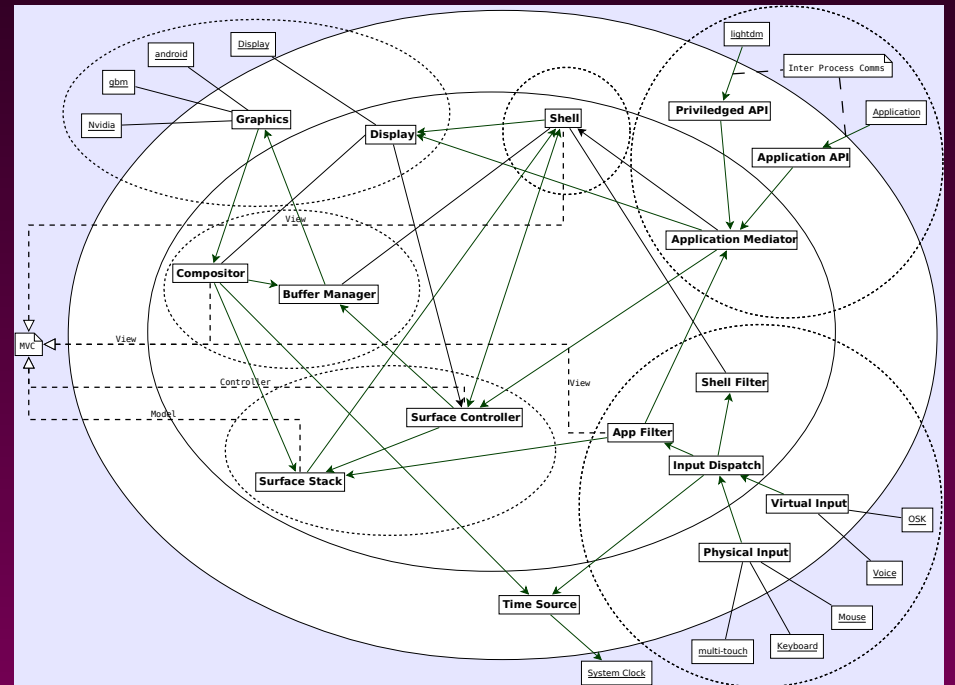 lightdm
Display
android
Inter Process Comms
gbm
Priviledged API
Application
Graphics
Shell
Nvidia
Display
Application API
View
Application Mediator
Compositor
Buffer Manager
View
MVC
Controller
View
Shell Filter
Model
Surface Controller
App Filter
Input Dispatch
Surface Stack
Virtual Input
OSK
Physical Input
Voice
Time Source
Mouse
Keyboard
multi-touch
System Clock